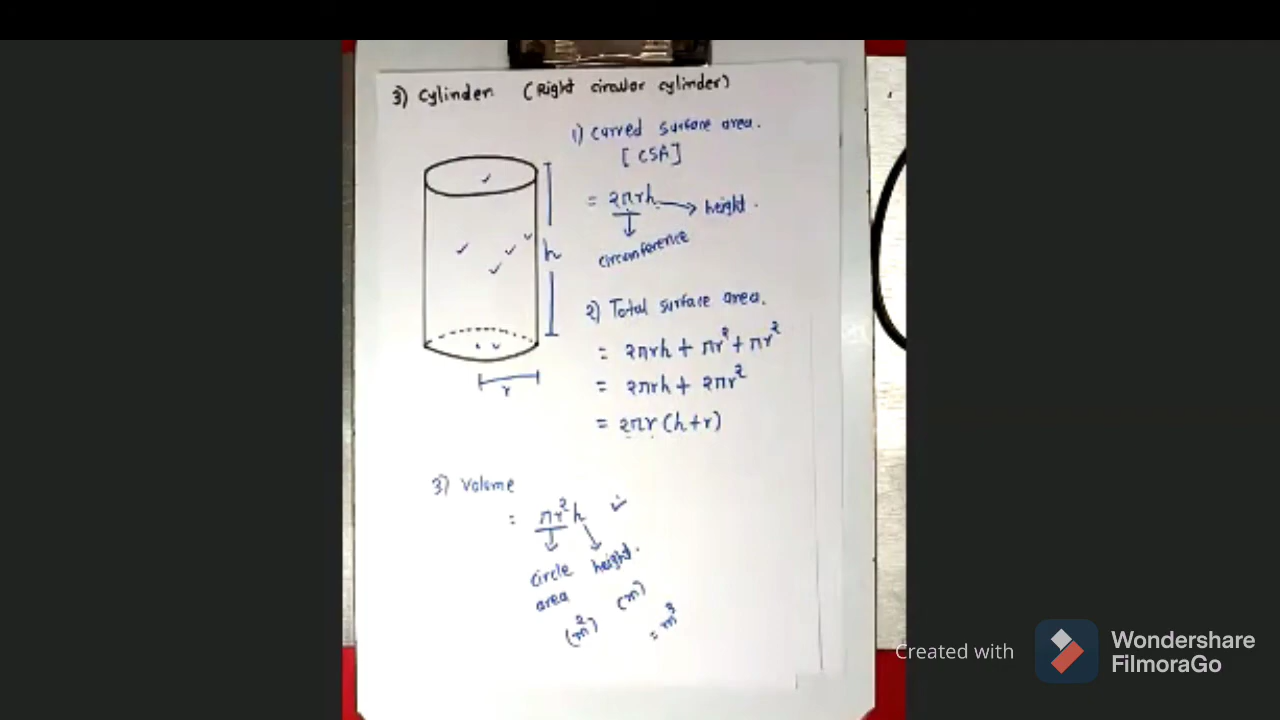 3) Cylinder. (Right circular cylinder)
1) Curved surface area.
[CSA]
= 2πrh → height.
circumference
h
r
2) Total surface area.
= 2πrh + πr² + πr²
= 2πrh + 2πr²
= 2πr (h+r)
3) Volume
= πr²h
circle height.
area
(m²) (m)
= m³
Created with
Wondershare
FilmoraGo